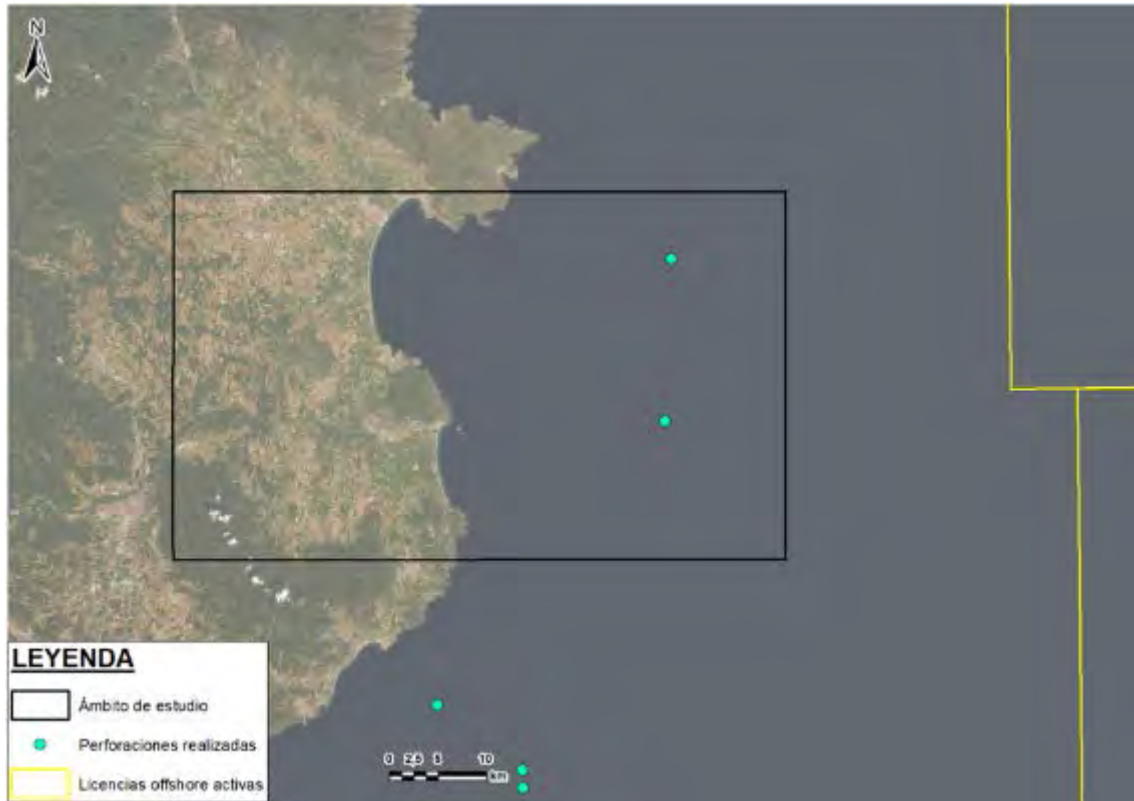 N
LEYENDA
Ámbito de estudio
Perforaciones realizadas
Licencias offshore activas
0 2,5 5 10
km